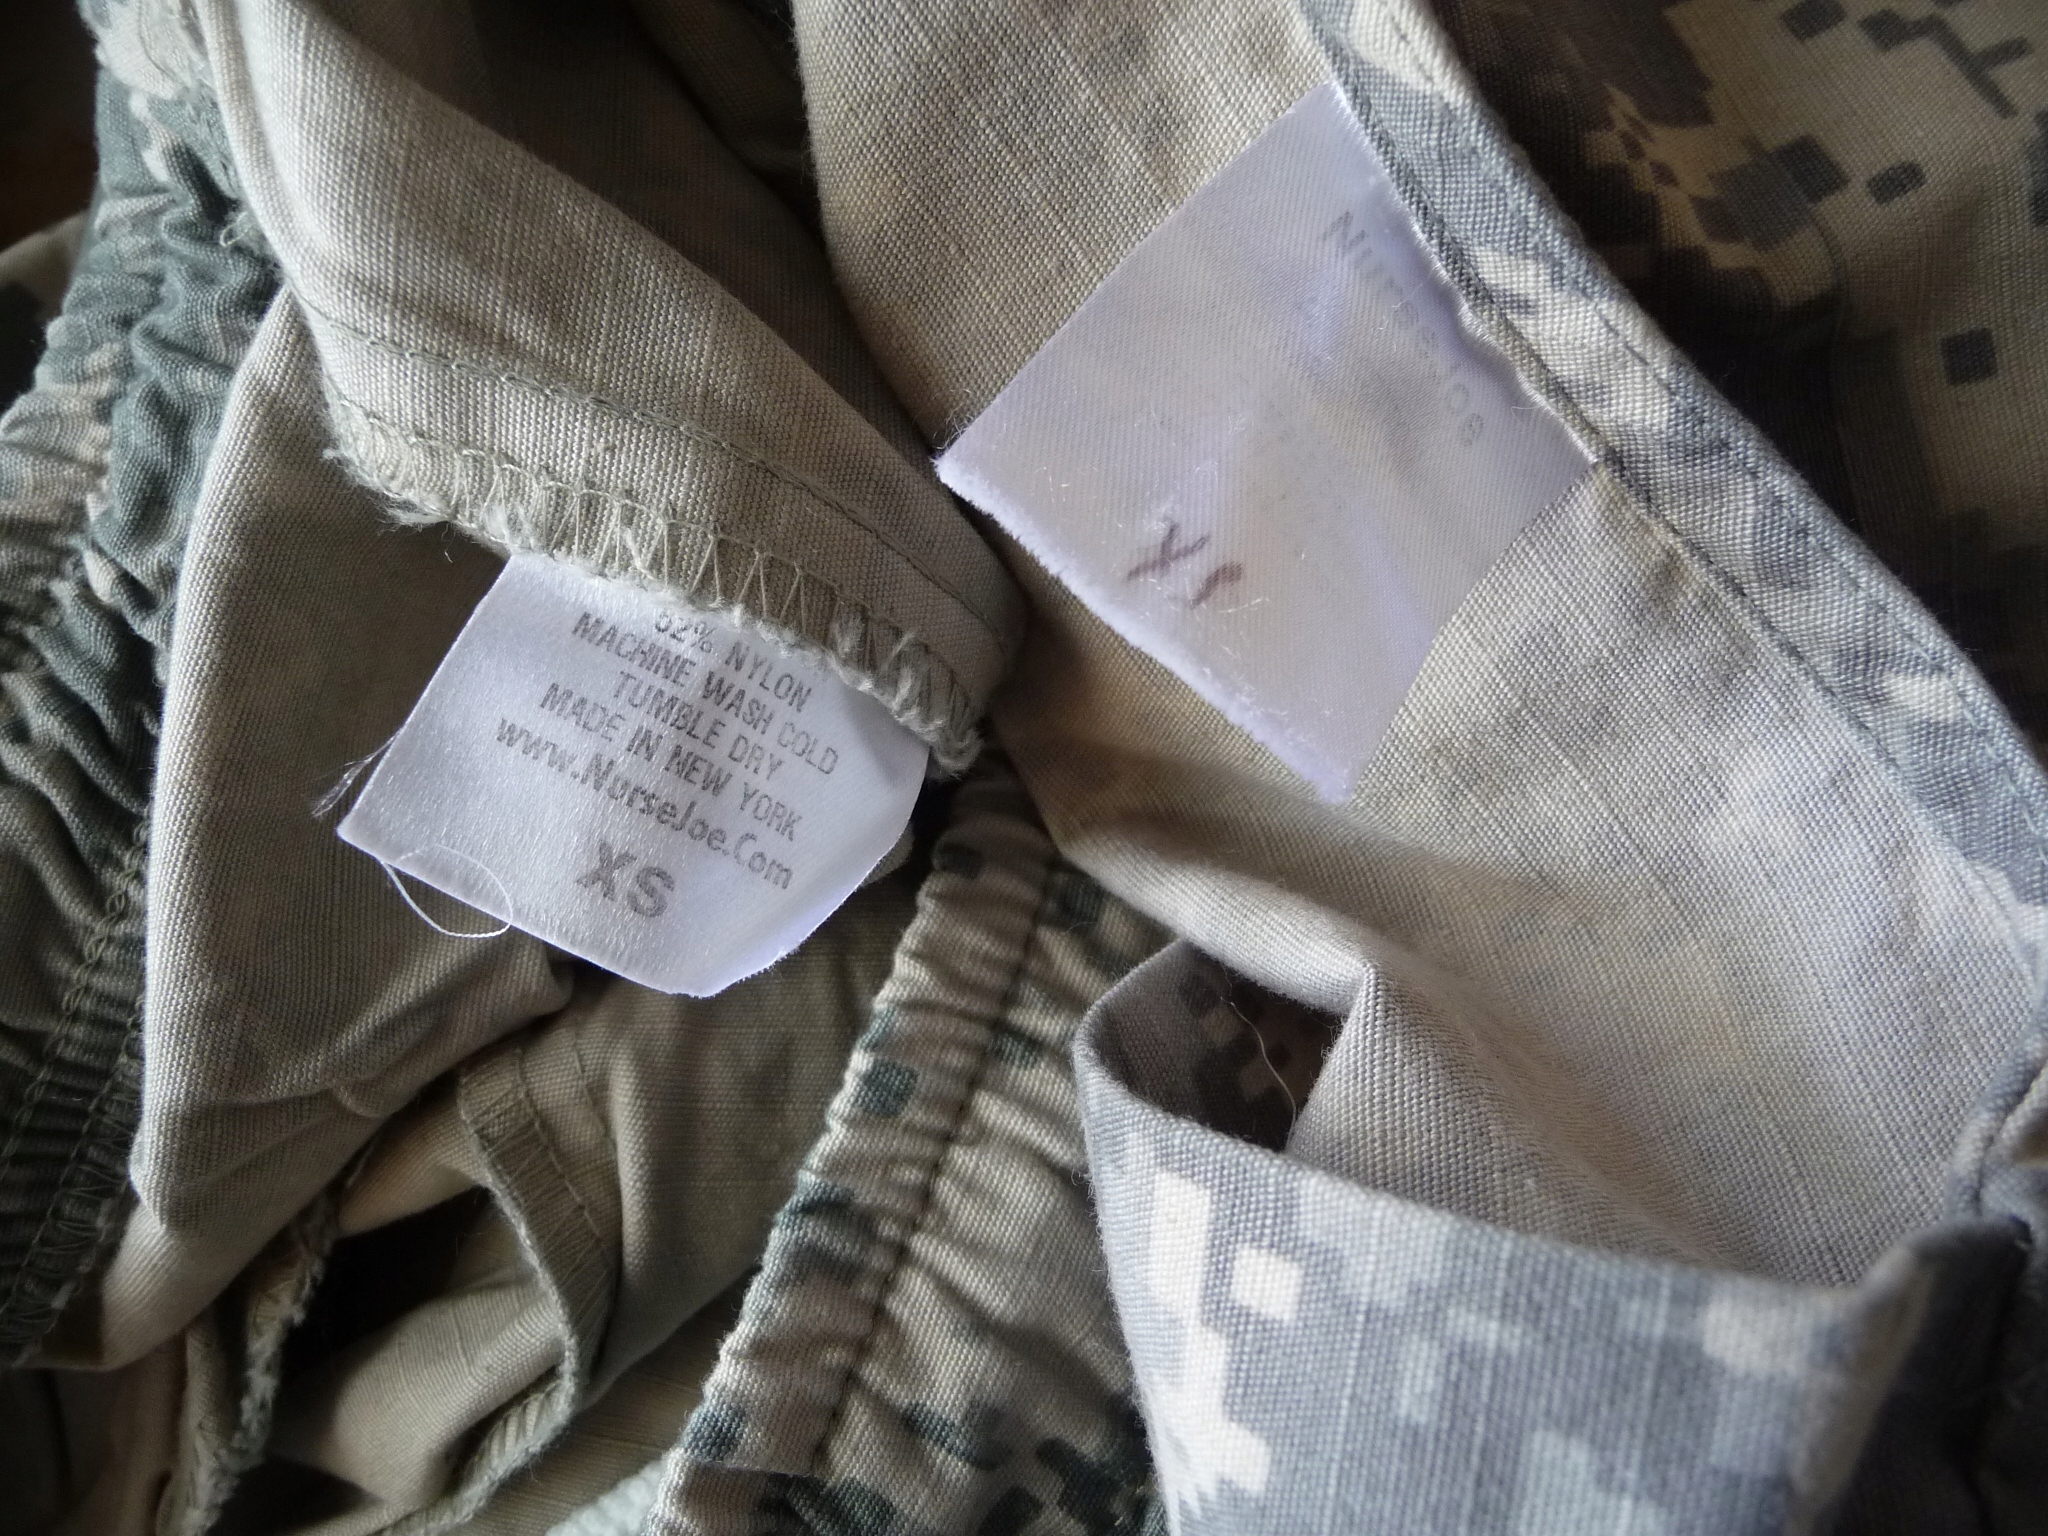 52% NYLON
MACHINE WASH COLD
TUMBLE DRY
MADE IN NEW YORK
www.NurseJoe.Com
XS
XS